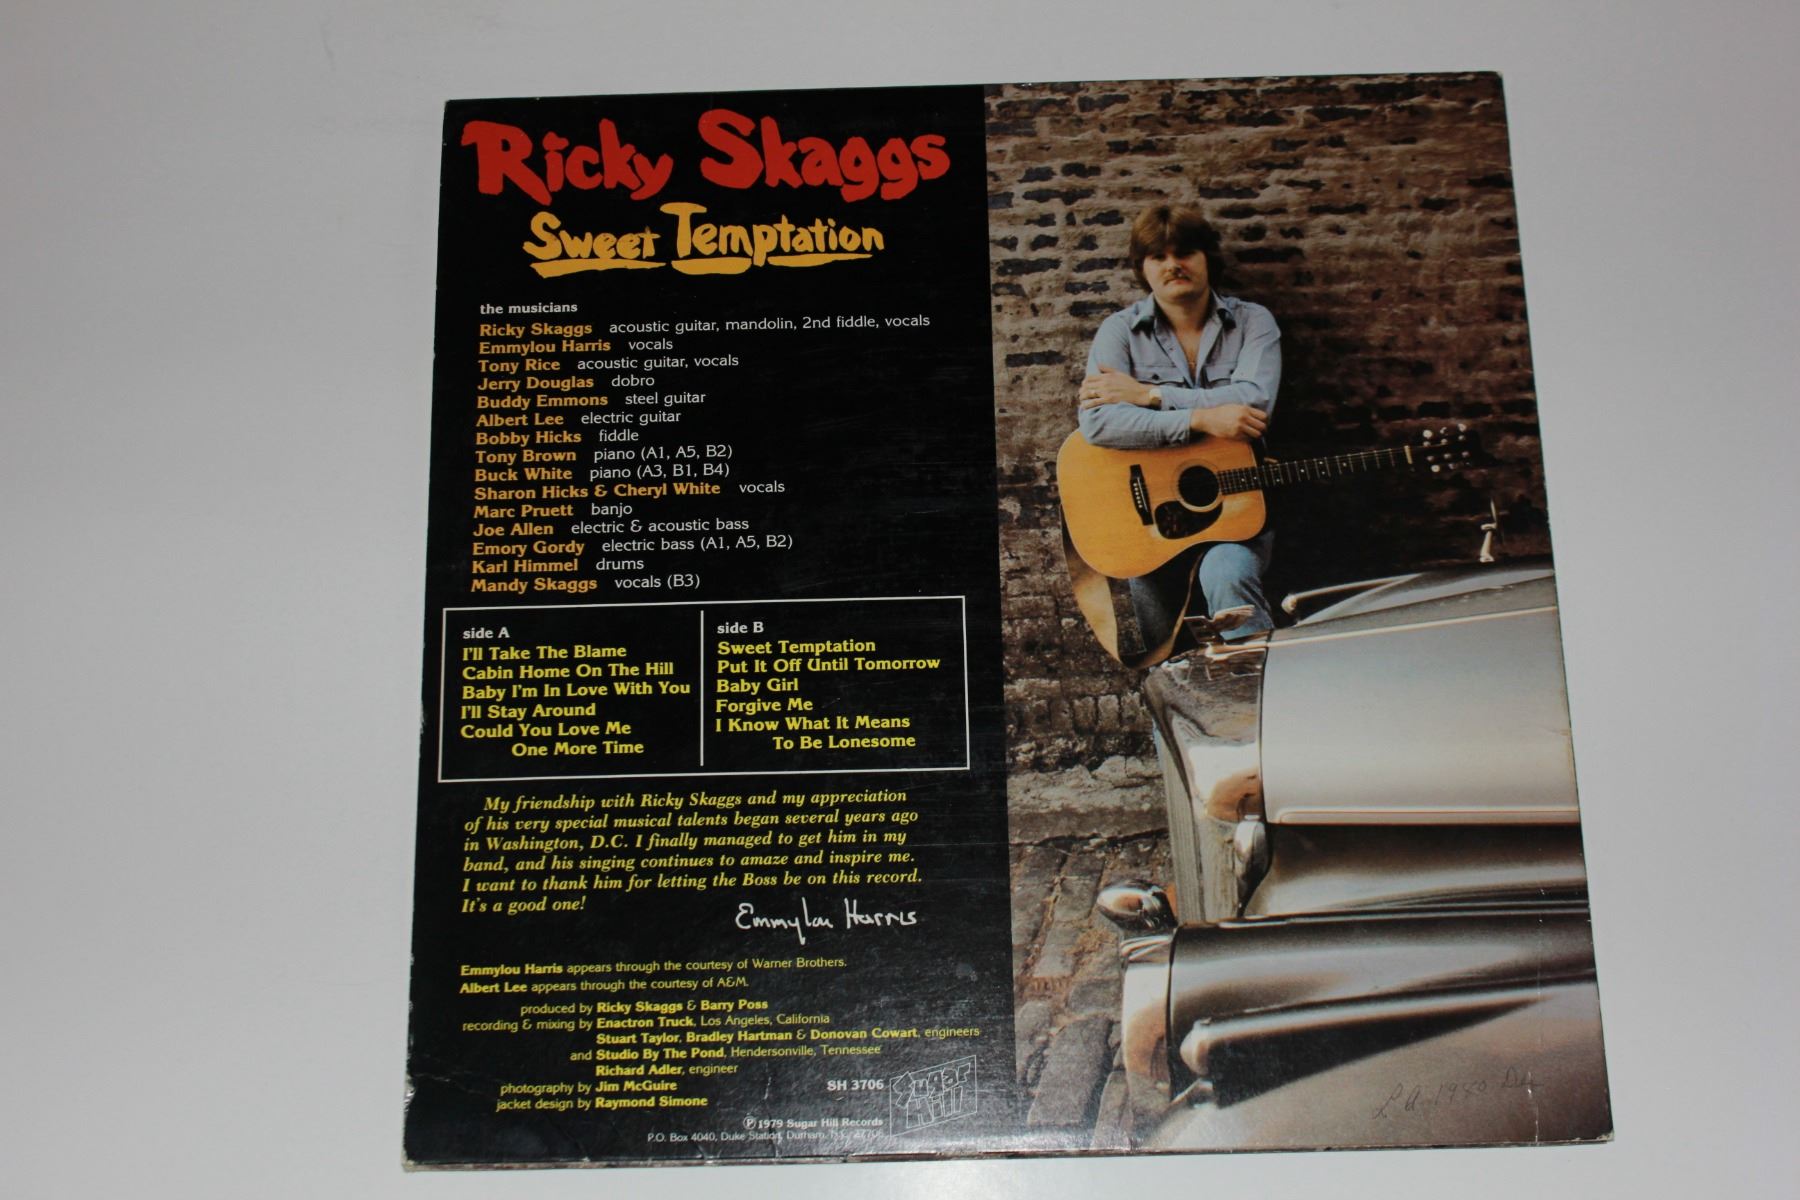 Ricky Skaggs
Sweet Temptation
the musicians
Ricky Skaggs acoustic guitar, mandolin, 2nd fiddle, vocals
Emmylou Harris vocals
Tony Rice acoustic guitar, vocals
Jerry Douglas dobro
Buddy Emmons steel guitar
Albert Lee electric guitar
Bobby Hicks fiddle
Tony Brown piano (A1, A5, B2)
Buck White piano (A3, B1, B4)
Sharon Hicks & Cheryl White vocals
Marc Pruett banjo
Joe Allen electric & acoustic bass
Emory Gordy electric bass (A1, A5, B2)
Karl Himmel drums
Mandy Skaggs vocals (B3)
side A
I'll Take The Blame
Cabin Home On The Hill
Baby I'm In Love With You
I'll Stay Around
Could You Love Me
One More Time
side B
Sweet Temptation
Put It Off Until Tomorrow
Baby Girl
Forgive Me
I Know What It Means
To Be Lonesome
My friendship with Ricky Skaggs and my appreciation
of his very special musical talents began several years ago
in Washington, D.C. I finally managed to get him in my
band, and his singing continues to amaze and inspire me.
I want to thank him for letting the Boss be on this record.
It's a good one!
Emmylou Harris
Emmylou Harris appears through the courtesy of Warner Brothers.
Albert Lee appears through the courtesy of A&M.
produced by Ricky Skaggs & Barry Poss
recording & mixing by Enactron Truck, Los Angeles, California
Stuart Taylor, Bradley Hartman & Donovan Cowart, engineers
and Studio By The Pond, Hendersonville, Tennessee
Richard Adler, engineer
photography by Jim McGuire
jacket design by Raymond Simone
SH 3706
Sugar
Hill
℗ 1979 Sugar Hill Records
P.O. Box 4040, Duke Station, Durham, N.C. 27706
L.A. 1980